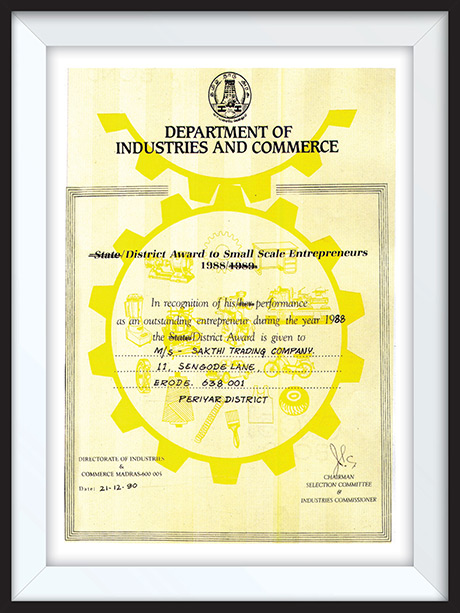 DEPARTMENT OF
INDUSTRIES AND COMMERCE
State/District Award to Small Scale Entrepreneurs
1988/1989.
In recognition of his/her performance
as an outstanding entrepreneur during the year 1988
the State/District Award is given to
M/s - SAKTHI TRADING COMPANY.
11, SENGODE LANE,
ERODE. 638 001
PERIYAR DISTRICT
DIRECTORATE OF INDUSTRIES
&
COMMERCE MADRAS-600 005
Date: 21-12-90
CHAIRMAN
SELECTION COMMITTEE
&
INDUSTRIES COMMISSIONER